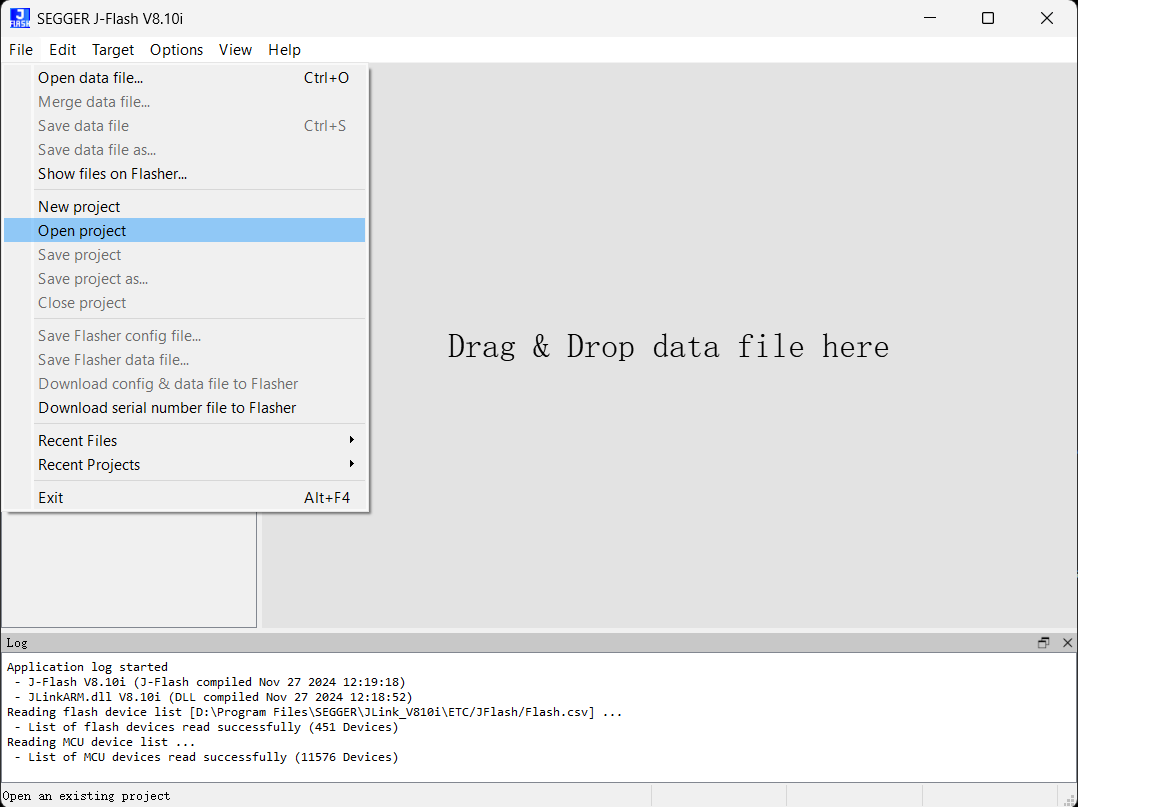 SEGGER J-Flash V8.10i
File Edit Target Options View Help
Open data file... Ctrl+O
Merge data file...
Save data file Ctrl+S
Save data file as...
Show files on Flasher...
New project
Open project
Save project
Save project as...
Close project
Save Flasher config file...
Save Flasher data file...
Download config & data file to Flasher
Download serial number file to Flasher
Recent Files
Recent Projects
Exit Alt+F4
Drag & Drop data file here
Log
Application log started
- J-Flash V8.10i (J-Flash compiled Nov 27 2024 12:19:18)
- JLinkARM.dll V8.10i (DLL compiled Nov 27 2024 12:18:52)
Reading flash device list [D:\Program Files\SEGGER\JLink_V810i\ETC/JFlash/Flash.csv] ...
- List of flash devices read successfully (451 Devices)
Reading MCU device list ...
- List of MCU devices read successfully (11576 Devices)
Open an existing project